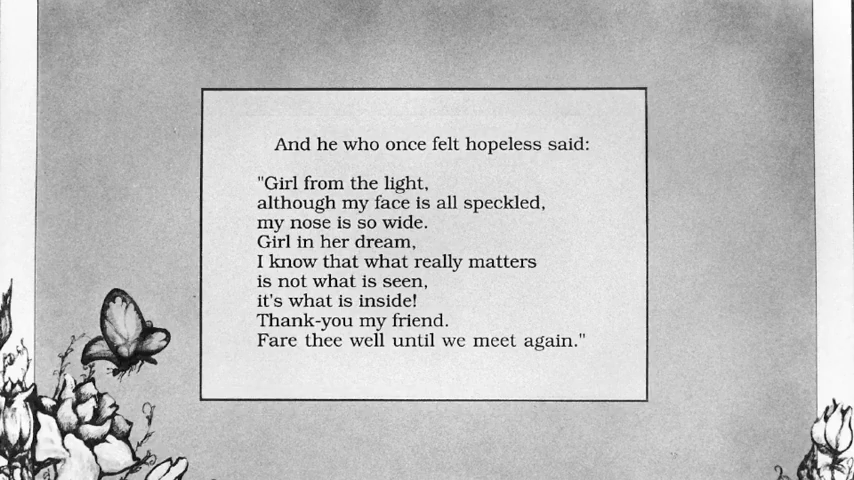 And he who once felt hopeless said:
"Girl from the light,
although my face is all speckled,
my nose is so wide.
Girl in her dream,
I know that what really matters
is not what is seen,
it's what is inside!
Thank-you my friend.
Fare thee well until we meet again."